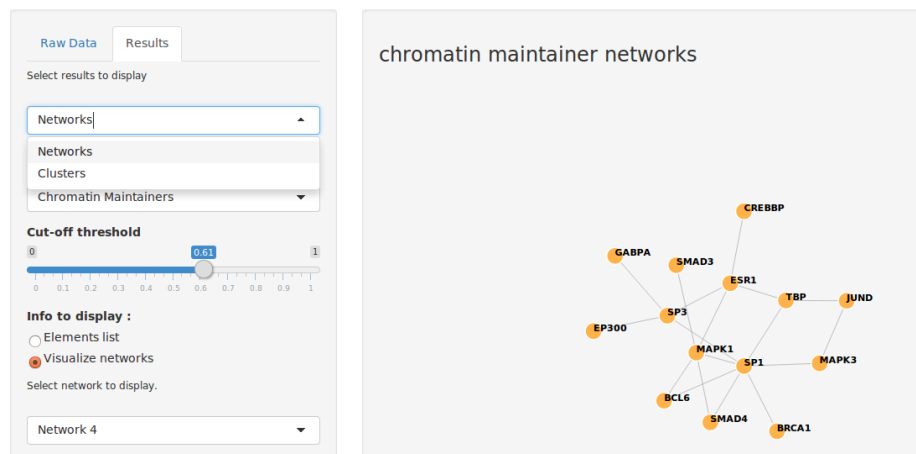 Raw Data Results
Select results to display
Networks
Networks
Clusters
Chromatin Maintainers
Cut-off threshold
0 0.61 1
0 0.1 0.2 0.3 0.4 0.5 0.6 0.7 0.8 0.9 1
Info to display :
Elements list
Visualize networks
Select network to display.
Network 4
chromatin maintainer networks
CREBBP
GABPA
SMAD3
ESR1
TBP
JUND
SP3
EP300
MAPK1
SP1
MAPK3
BCL6
SMAD4
BRCA1